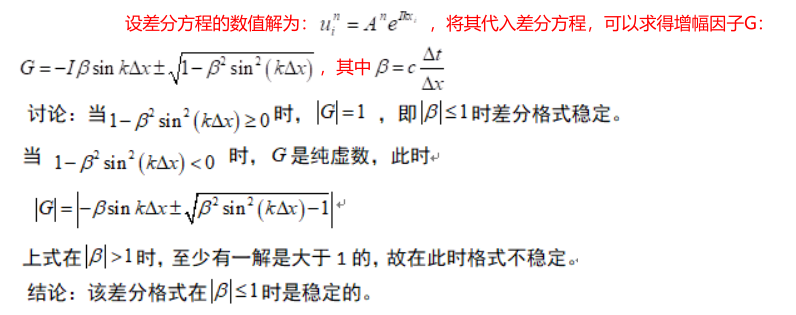 设差分方程的数值解为：$u_i^n = A^n e^{Ikx_i}$ ，将其代入差分方程，可以求得增幅因子G：
$G = -I\beta \sin k\Delta x \pm \sqrt{1-\beta^2 \sin^2(k\Delta x)}$ ，其中 $\beta = c\frac{\Delta t}{\Delta x}$
讨论：当 $1-\beta^2 \sin^2(k\Delta x) \geq 0$ 时，$|G|=1$ ，即 $|\beta| \leq 1$ 时差分格式稳定。
当 $1-\beta^2 \sin^2(k\Delta x) < 0$ 时，G 是纯虚数，此时↵
$|G| = \left|-\beta \sin k\Delta x \pm \sqrt{\beta^2 \sin^2(k\Delta x)-1}\right|$ ↵
上式在 $|\beta|>1$ 时，至少有一解是大于 1 的，故在此时格式不稳定。
结论：该差分格式在 $|\beta| \leq 1$ 时是稳定的。